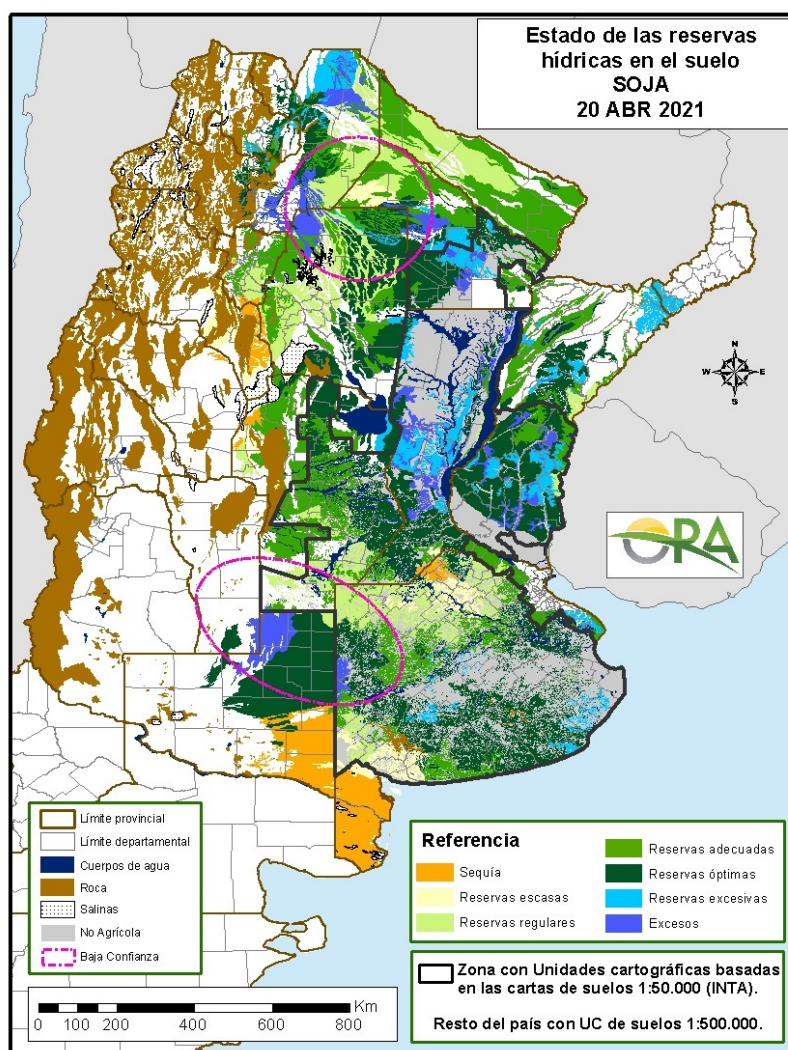 Estado de las reservas
hídricas en el suelo
SOJA
20 ABR 2021
N
W E
S
ORA
Límite provincial
Límite departamental
Cuerpos de agua
Roca
Salinas
No Agrícola
Baja Confianza
Referencia
Sequía
Reservas escasas
Reservas regulares
Reservas adecuadas
Reservas óptimas
Reservas excesivas
Excesos
Zona con Unidades cartográficas basadas
en las cartas de suelos 1:50.000 (INTA).
Resto del país con UC de suelos 1:500.000.
Km
0 100 200 400 600 800